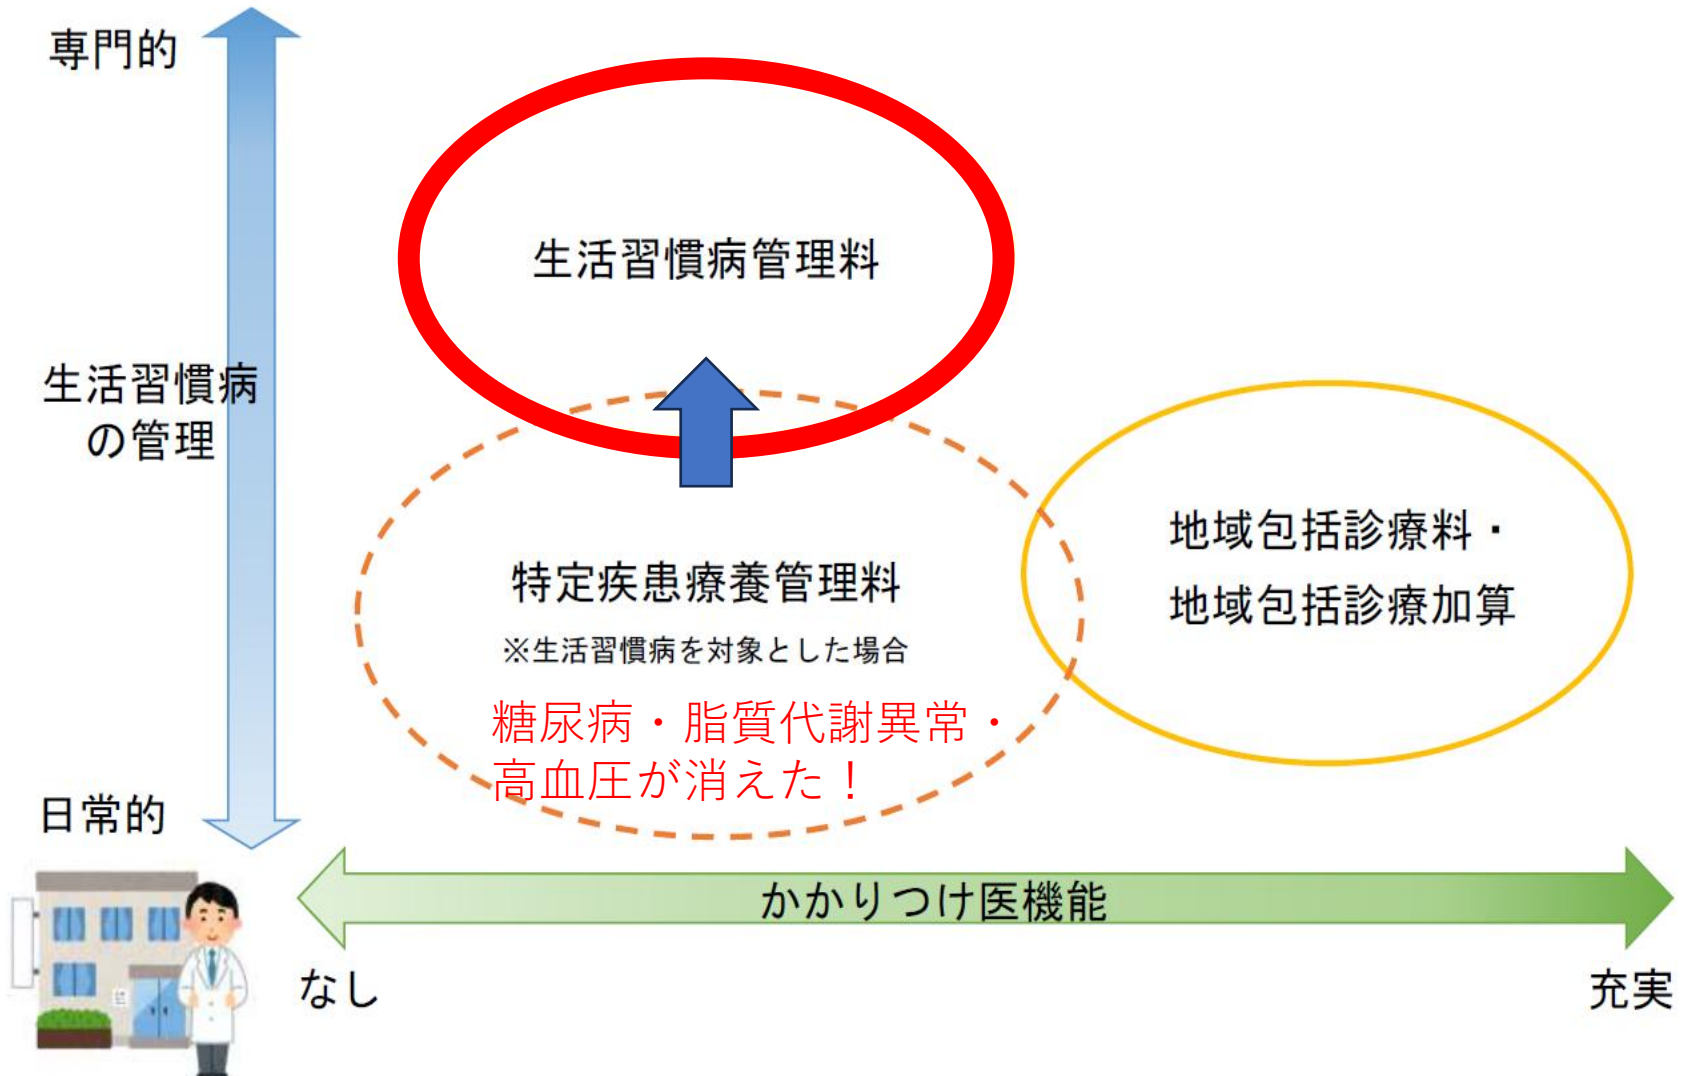 専門的
生活習慣病管理料
生活習慣病
の管理
地域包括診療料・
地域包括診療加算
特定疾患療養管理料
※生活習慣病を対象とした場合
糖尿病・脂質代謝異常・
高血圧が消えた！
日常的
かかりつけ医機能
なし
充実